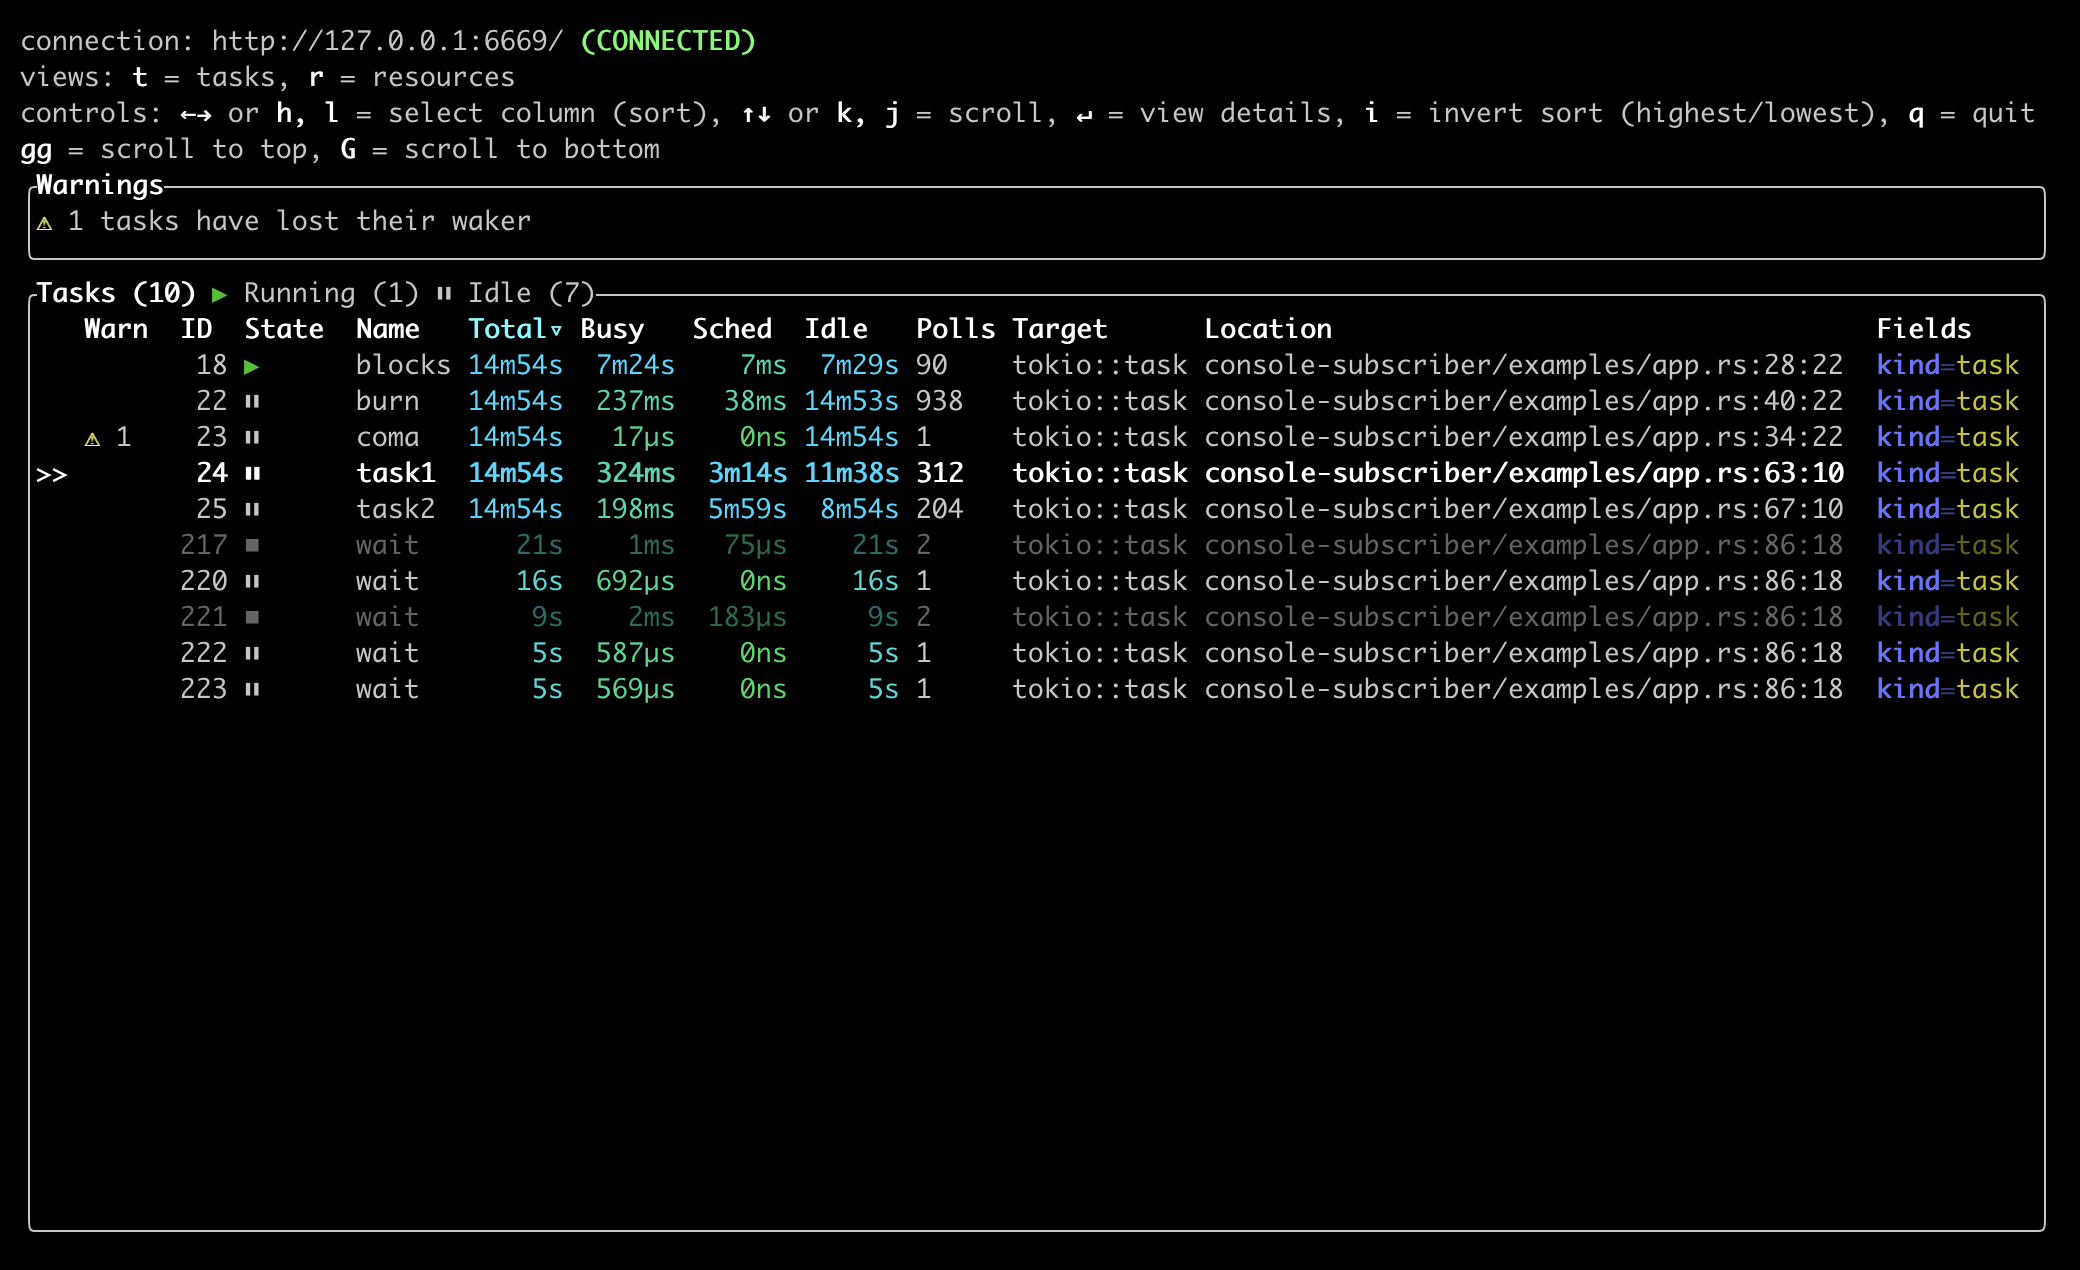 connection: http://127.0.0.1:6669/ (CONNECTED)
views: t = tasks, r = resources
controls: ←→ or h, l = select column (sort), ↑↓ or k, j = scroll, ↵ = view details, i = invert sort (highest/lowest), q = quit
gg = scroll to top, G = scroll to bottom
Warnings
⚠ 1 tasks have lost their waker
Tasks (10) ▶ Running (1) ⏸ Idle (7)
Warn ID State Name Total▿ Busy Sched Idle Polls Target Location Fields
18 ▶ blocks 14m54s 7m24s 7ms 7m29s 90 tokio::task console-subscriber/examples/app.rs:28:22 kind=task
22 ⏸ burn 14m54s 237ms 38ms 14m53s 938 tokio::task console-subscriber/examples/app.rs:40:22 kind=task
⚠ 1 23 ⏸ coma 14m54s 17µs 0ns 14m54s 1 tokio::task console-subscriber/examples/app.rs:34:22 kind=task
>> 24 ⏸ task1 14m54s 324ms 3m14s 11m38s 312 tokio::task console-subscriber/examples/app.rs:63:10 kind=task
25 ⏸ task2 14m54s 198ms 5m59s 8m54s 204 tokio::task console-subscriber/examples/app.rs:67:10 kind=task
217 ⏹ wait 21s 1ms 75µs 21s 2 tokio::task console-subscriber/examples/app.rs:86:18 kind=task
220 ⏸ wait 16s 692µs 0ns 16s 1 tokio::task console-subscriber/examples/app.rs:86:18 kind=task
221 ⏹ wait 9s 2ms 183µs 9s 2 tokio::task console-subscriber/examples/app.rs:86:18 kind=task
222 ⏸ wait 5s 587µs 0ns 5s 1 tokio::task console-subscriber/examples/app.rs:86:18 kind=task
223 ⏸ wait 5s 569µs 0ns 5s 1 tokio::task console-subscriber/examples/app.rs:86:18 kind=task